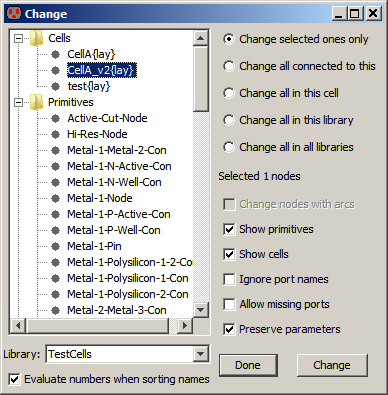 Change
Cells
CellA{lay}
CellA_v2{lay}
test{lay}
Primitives
Active-Cut-Node
Hi-Res-Node
Metal-1-Metal-2-Con
Metal-1-N-Active-Con
Metal-1-N-Well-Con
Metal-1-Node
Metal-1-P-Active-Con
Metal-1-P-Well-Con
Metal-1-Pin
Metal-1-Polysilicon-1-2-Con
Metal-1-Polysilicon-1-Con
Metal-1-Polysilicon-2-Con
Metal-2-Metal-3-Con
Library: TestCells
Evaluate numbers when sorting names
Change selected ones only
Change all connected to this
Change all in this cell
Change all in this library
Change all in all libraries
Selected 1 nodes
Change nodes with arcs
Show primitives
Show cells
Ignore port names
Allow missing ports
Preserve parameters
Done
Change